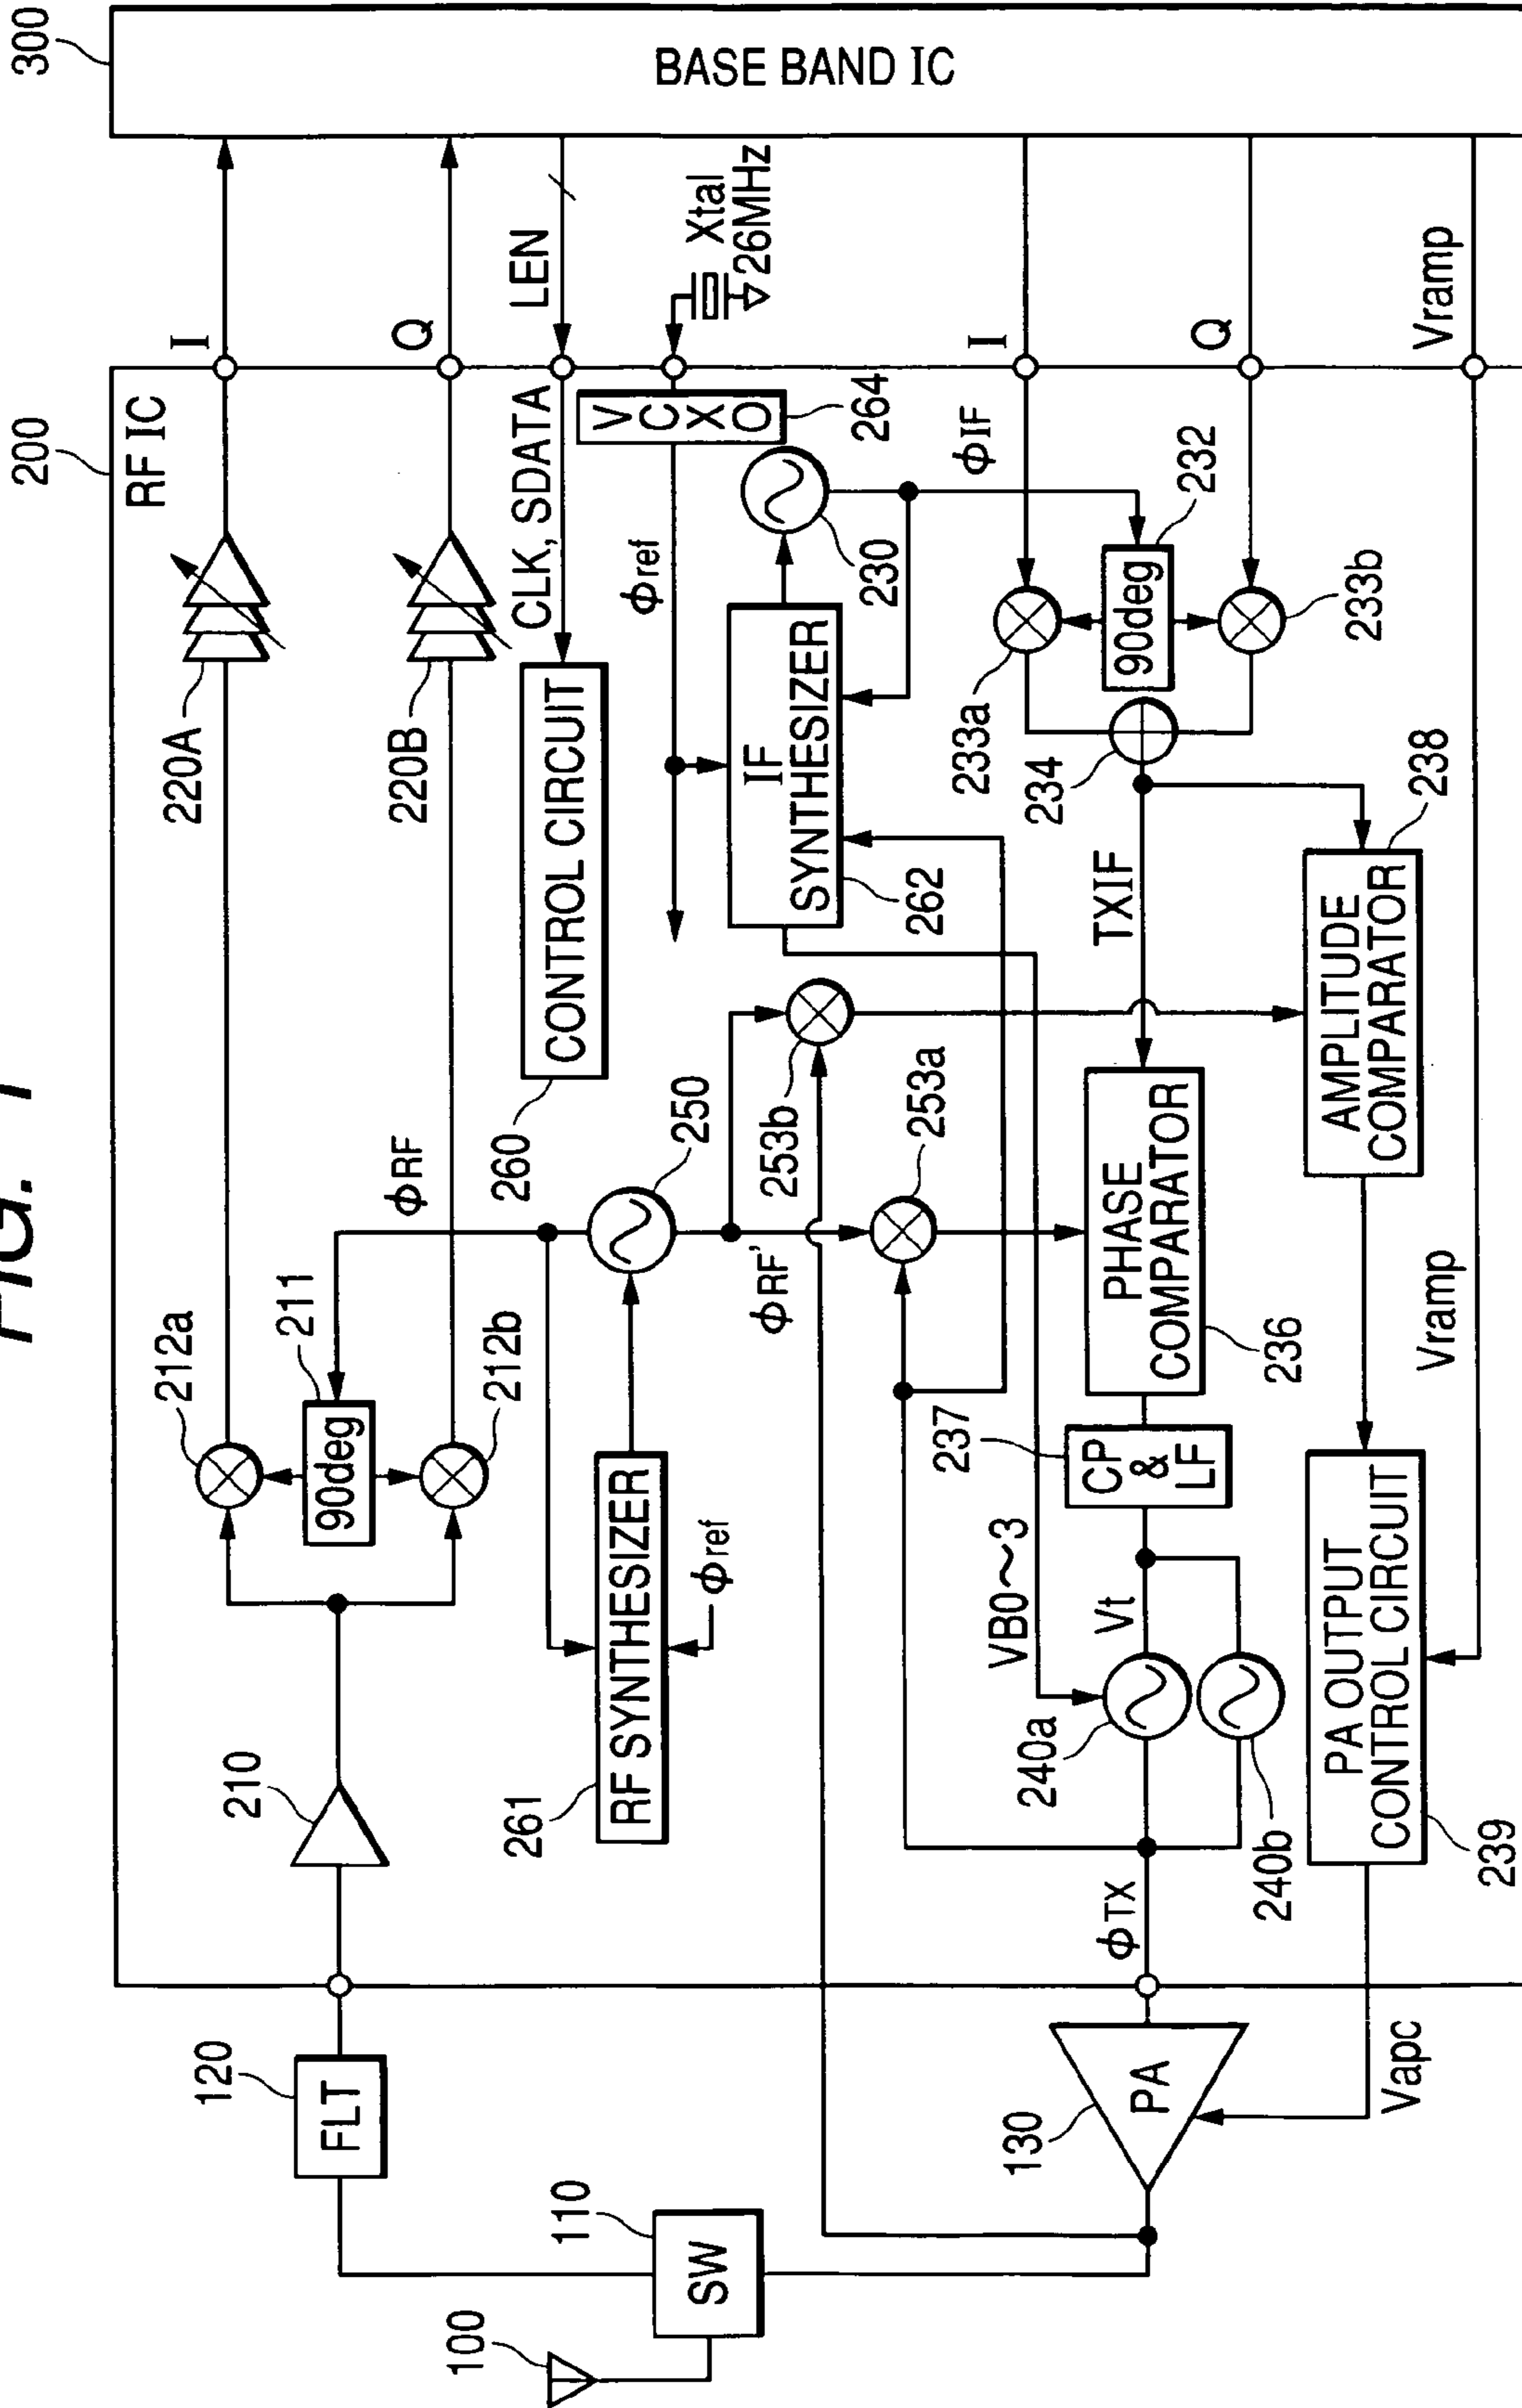 FIG. 1
200
300
RF IC
BASE BAND IC
212a
220A
I
210
211
90deg
φRF
220B
Q
212b
120
FLT
CLK, SDATA
LEN
CONTROL CIRCUIT
260
261
RF SYNTHESIZER
φref
250
φref
V C X O
264
Xtal
26MHz
100
110
SW
φRF'
253b
253a
IF
SYNTHESIZER
262
230
φIF
I
233a
90deg
232
234
233b
Q
VB0~3
237
CP
&
LF
PHASE
COMPARATOR
236
TXIF
130
PA
φTX
240a
Vt
240b
AMPLITUDE
COMPARATOR
238
PA OUTPUT
CONTROL CIRCUIT
239
Vapc
Vramp
Vramp